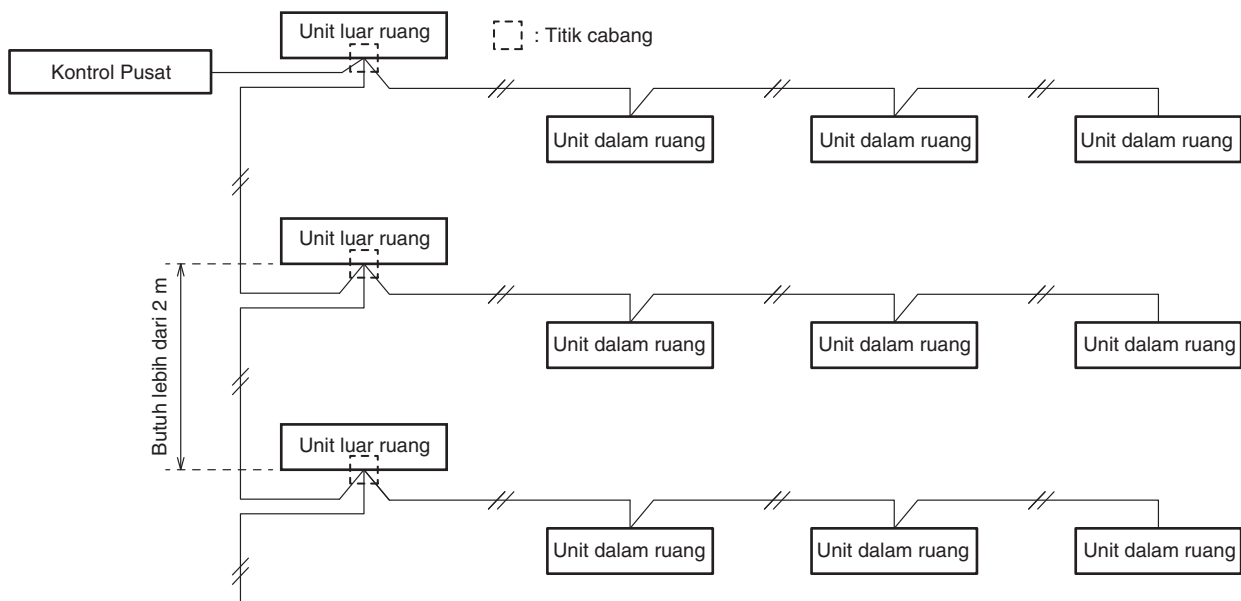 Unit luar ruang
: Titik cabang
Kontrol Pusat
Unit dalam ruang
Unit dalam ruang
Unit dalam ruang
Unit luar ruang
Butuh lebih dari 2 m
Unit dalam ruang
Unit dalam ruang
Unit dalam ruang
Unit luar ruang
Unit dalam ruang
Unit dalam ruang
Unit dalam ruang